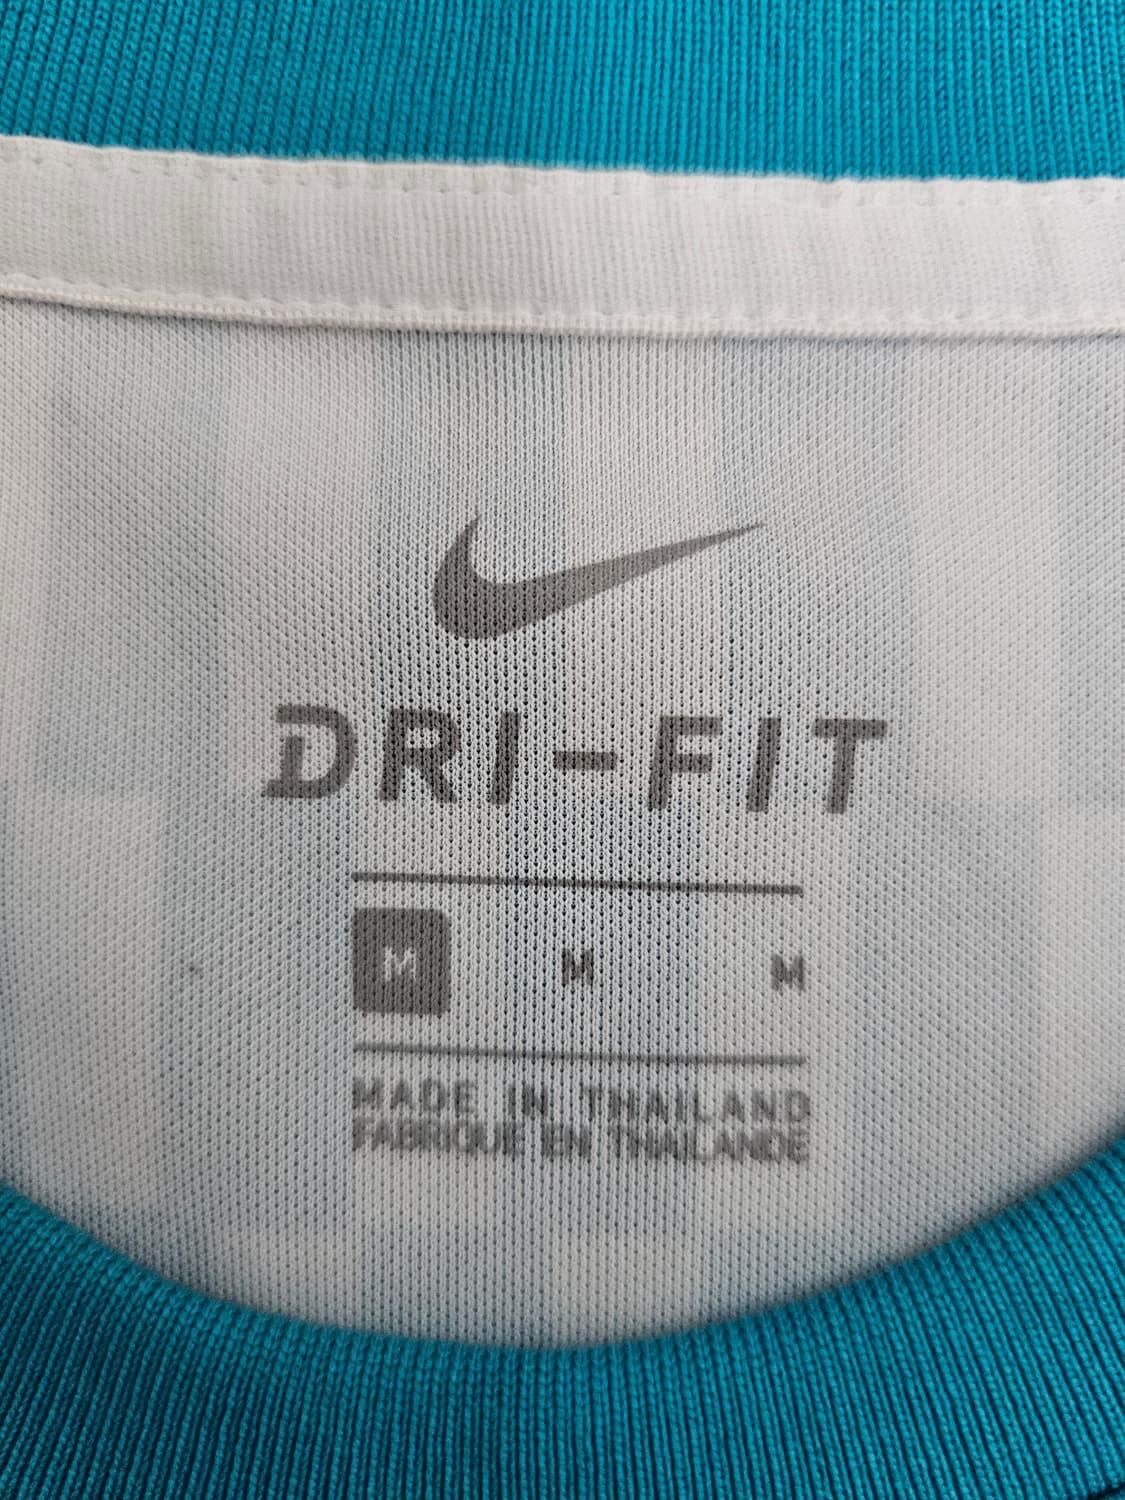 DRI-FIT
M M M
MADE IN THAILAND
FABRIQUE EN THAILANDE